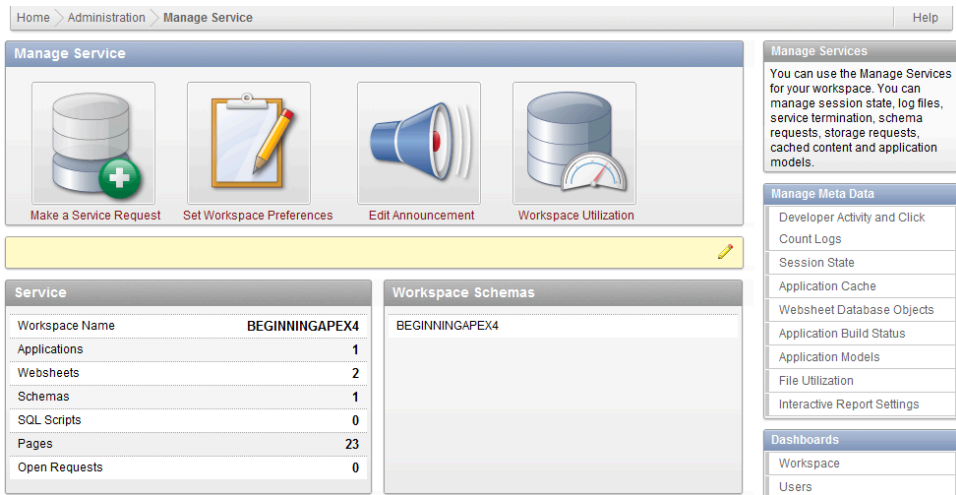 Home Administration Manage Service Help
Manage Service
Make a Service Request Set Workspace Preferences Edit Announcement Workspace Utilization
Service
Workspace Name BEGINNINGAPEX4
Applications 1
Websheets 2
Schemas 1
SQL Scripts 0
Pages 23
Open Requests 0
Workspace Schemas
BEGINNINGAPEX4
Manage Services
You can use the Manage Services
for your workspace. You can
manage session state, log files,
service termination, schema
requests, storage requests,
cached content and application
models.
Manage Meta Data
Developer Activity and Click
Count Logs
Session State
Application Cache
Websheet Database Objects
Application Build Status
Application Models
File Utilization
Interactive Report Settings
Dashboards
Workspace
Users